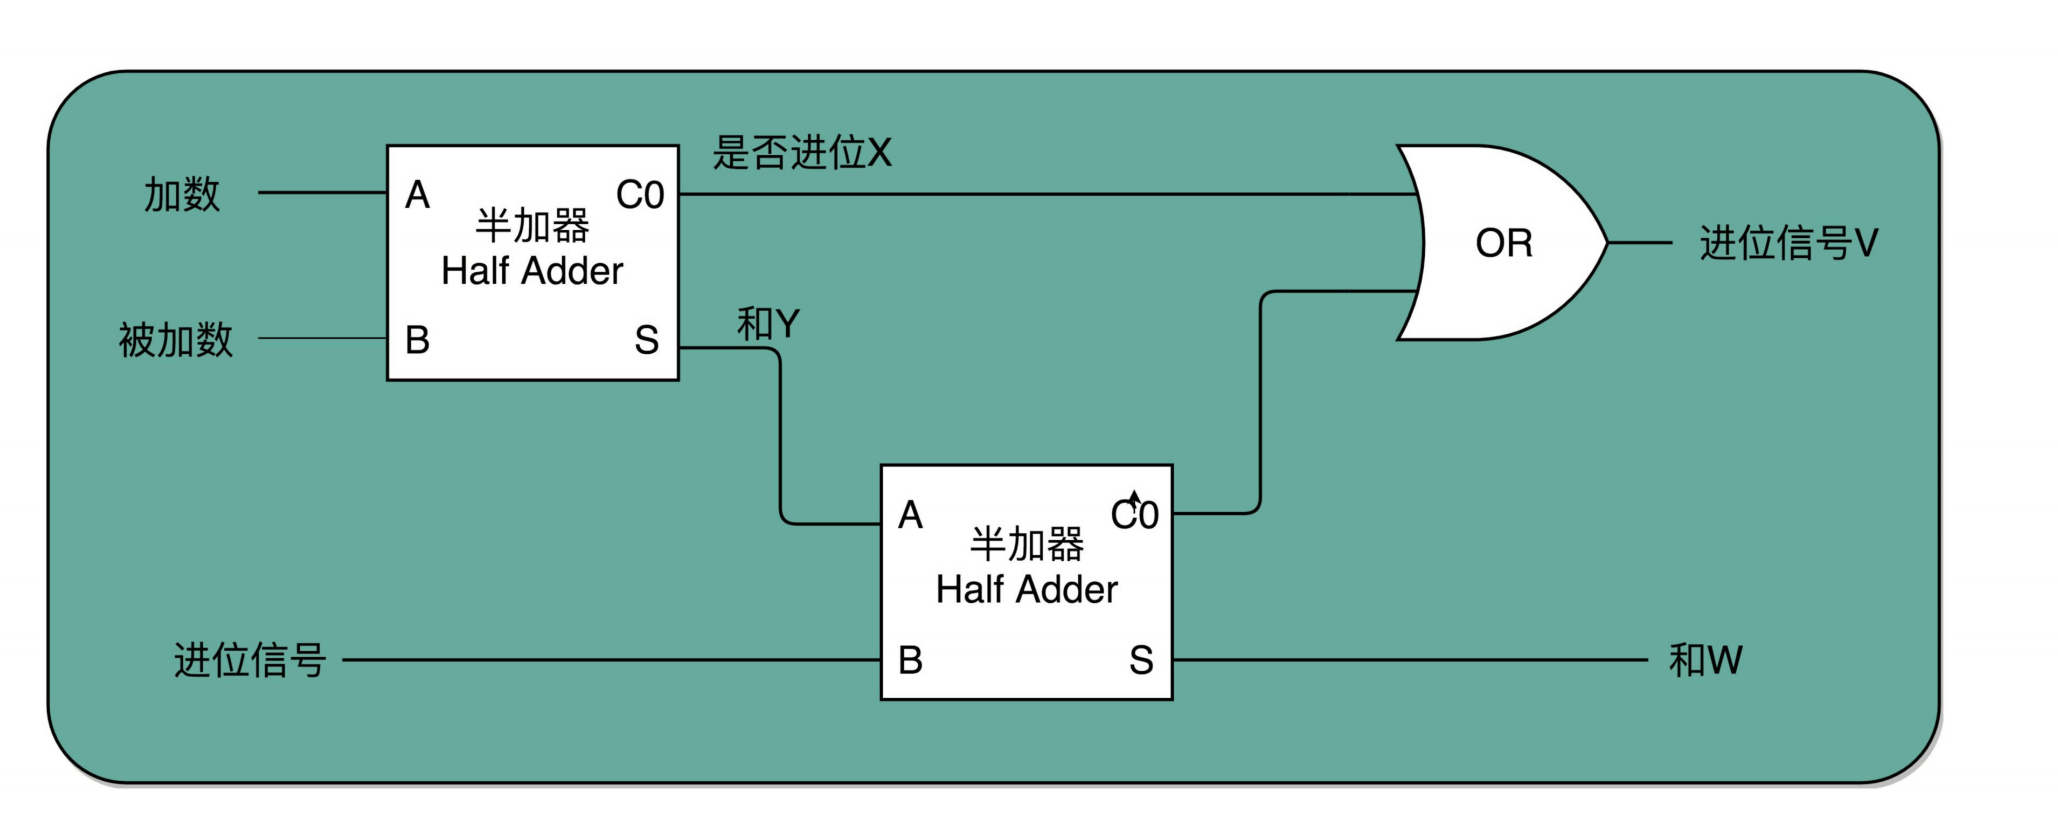 是否进位X
加数
A
C0
半加器
Half Adder
OR
进位信号V
被加数
B
S
和Y
A
C0
半加器
Half Adder
进位信号
B
S
和W